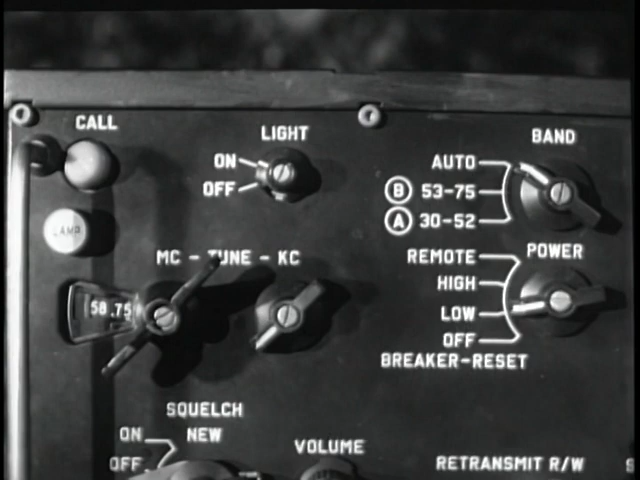 CALL
LIGHT
ON
OFF
LAMP
BAND
AUTO
B 53-75
A 30-52
MC - TUNE - KC
58.75
POWER
REMOTE
HIGH
LOW
OFF
BREAKER-RESET
SQUELCH
ON NEW
OFF
VOLUME
RETRANSMIT R/W